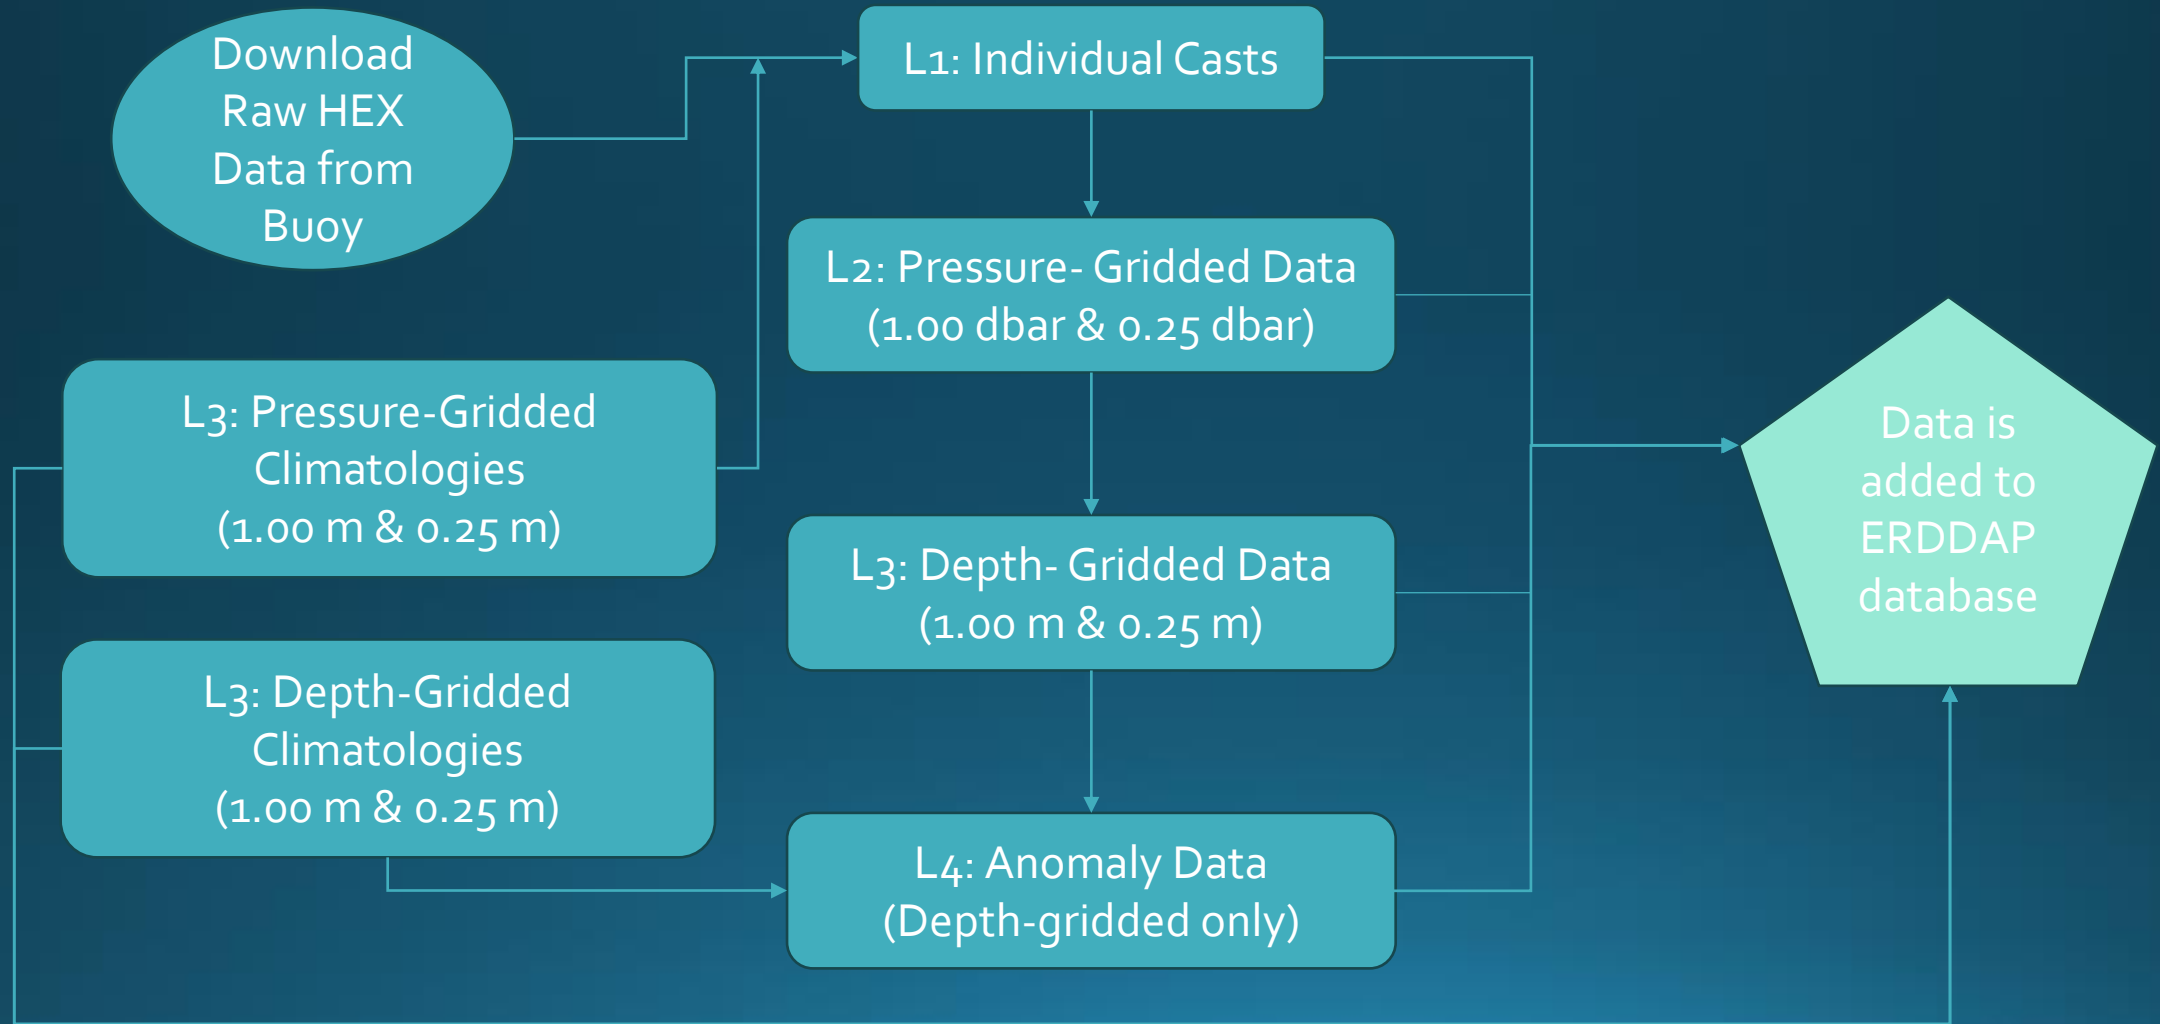 Download
Raw HEX
Data from
Buoy
L1: Individual Casts
L2: Pressure- Gridded Data
(1.00 dbar & 0.25 dbar)
L3: Pressure-Gridded
Climatologies
(1.00 m & 0.25 m)
L3: Depth- Gridded Data
(1.00 m & 0.25 m)
L3: Depth-Gridded
Climatologies
(1.00 m & 0.25 m)
L4: Anomaly Data
(Depth-gridded only)
Data is
added to
ERDDAP
database